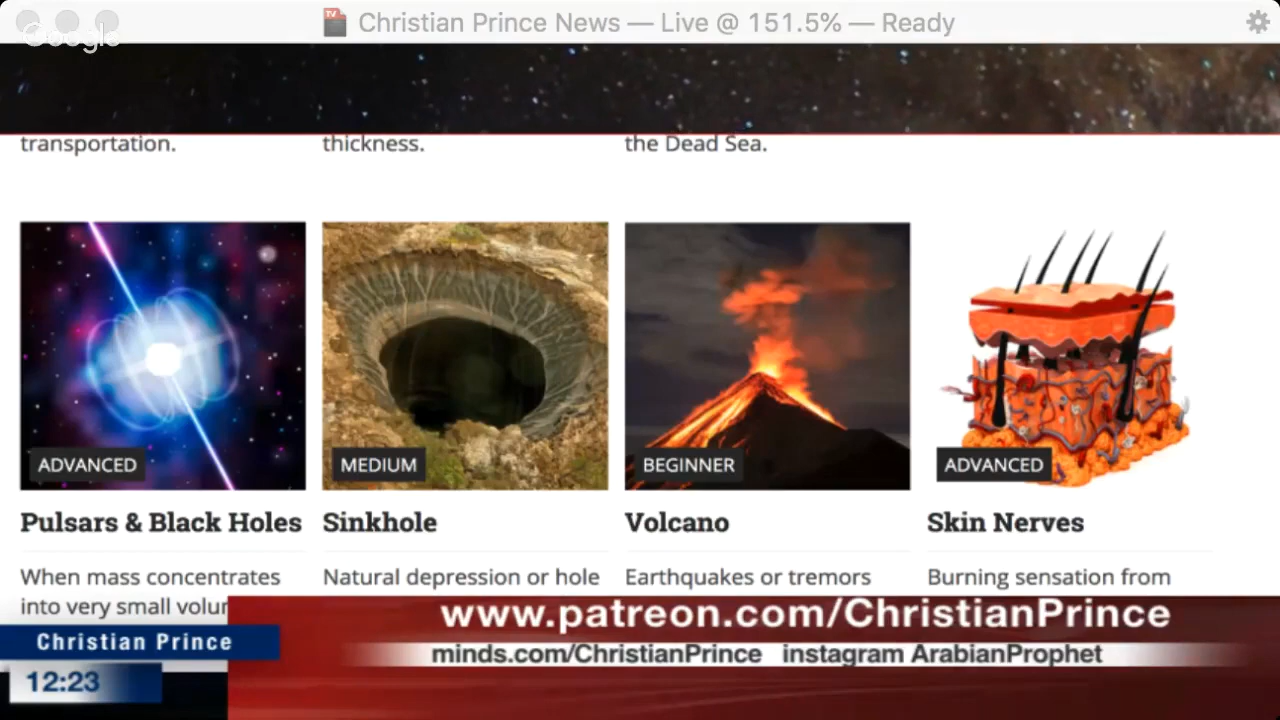 TV
Christian Prince News — Live @ 151.5% — Ready
Google
transportation.
thickness.
the Dead Sea.
ADVANCED
MEDIUM
BEGINNER
ADVANCED
Pulsars & Black Holes
Sinkhole
Volcano
Skin Nerves
When mass concentrates
into very small volu
Natural depression or hole
Earthquakes or tremors
Burning sensation from
www.patreon.com/ChristianPrince
Christian Prince
minds.com/ChristianPrince instagram ArabianProphet
12:23